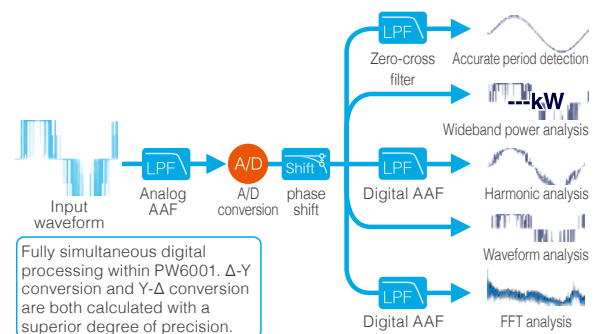 LPF
Zero-cross
filter
Accurate period detection
---kW
Wideband power analysis
Input
waveform
LPF
Analog
AAF
A/D
A/D
conversion
Shift
phase
shift
LPF
Digital AAF
Harmonic analysis
Waveform analysis
LPF
Digital AAF
FFT analysis
Fully simultaneous digital
processing within PW6001. Δ-Y
conversion and Y-Δ conversion
are both calculated with a
superior degree of precision.